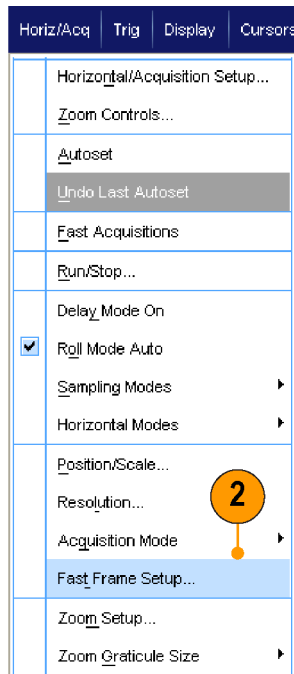 Horiz/Acq Trig Display Cursors
Horizontal/Acquisition Setup...
Zoom Controls...
Autoset
Undo Last Autoset
Fast Acquisitions
Run/Stop...
Delay Mode On
Roll Mode Auto
Sampling Modes
Horizontal Modes
Position/Scale...
Resolution...
2
Acquisition Mode
Fast Frame Setup...
Zoom Setup...
Zoom Graticule Size